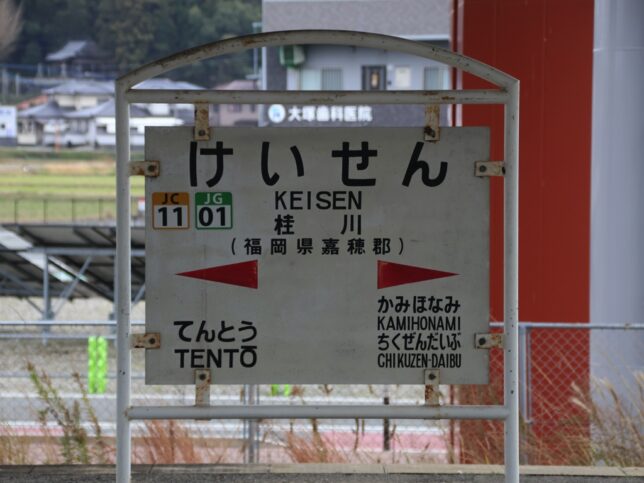 大塚歯科医院
けいせん
JC
11
JG
01
KEISEN
桂川
(福岡県嘉穂郡)
てんとう
TENTŌ
かみほなみ
KAMIHONAMI
ちくぜんだいぶ
CHIKUZEN-DAIBU